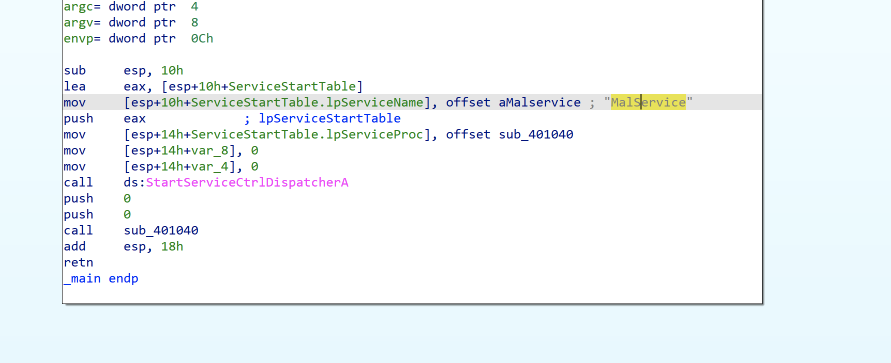 argc= dword ptr  4
argv= dword ptr  8
envp= dword ptr  0Ch
sub     esp, 10h
lea     eax, [esp+10h+ServiceStartTable]
mov     [esp+10h+ServiceStartTable.lpServiceName], offset aMalservice ; "MalService"
push    eax             ; lpServiceStartTable
mov     [esp+14h+ServiceStartTable.lpServiceProc], offset sub_401040
mov     [esp+14h+var_8], 0
mov     [esp+14h+var_4], 0
call    ds:StartServiceCtrlDispatcherA
push    0
push    0
call    sub_401040
add     esp, 18h
retn
_main endp